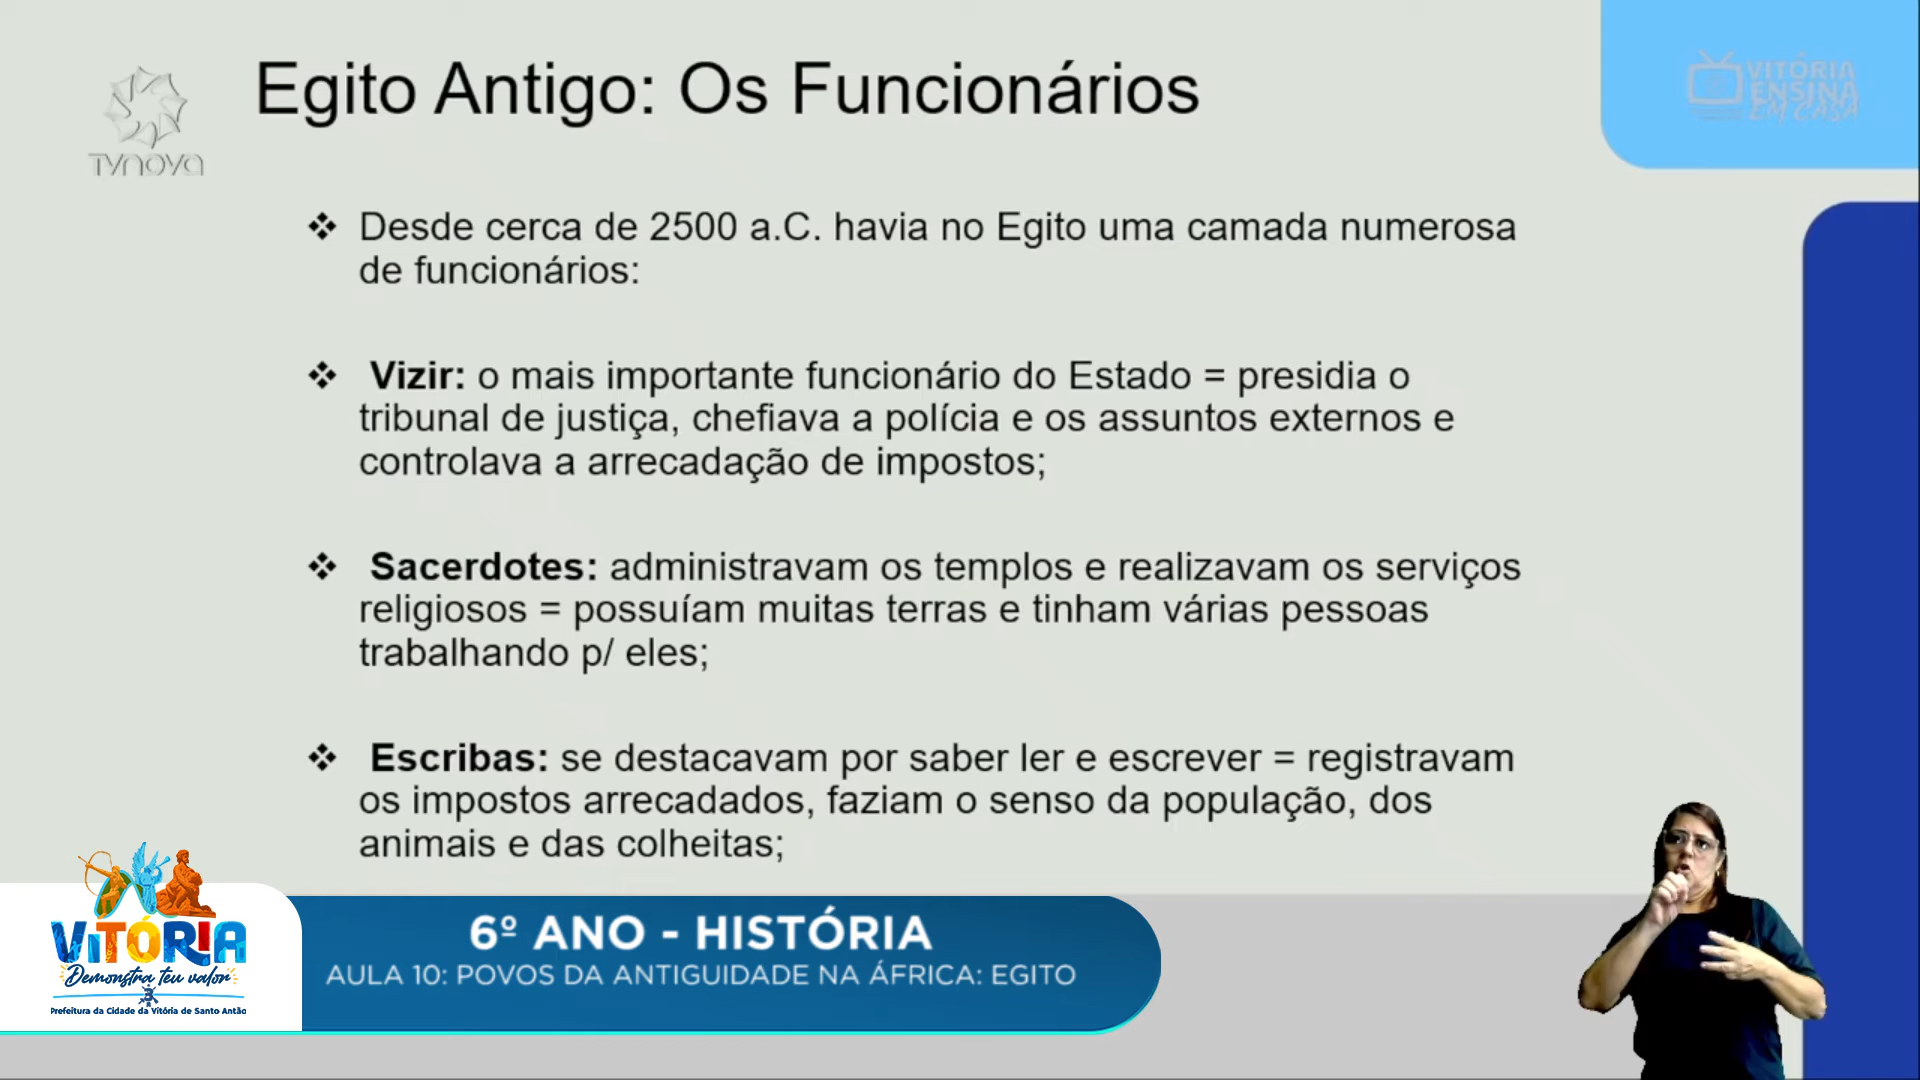 Egito Antigo: Os Funcionários
TVNOVA
VITÓRIA
ENSINA
EM CASA
❖ Desde cerca de 2500 a.C. havia no Egito uma camada numerosa
de funcionários:
❖ Vizir: o mais importante funcionário do Estado = presidia o
tribunal de justiça, chefiava a polícia e os assuntos externos e
controlava a arrecadação de impostos;
❖ Sacerdotes: administravam os templos e realizavam os serviços
religiosos = possuíam muitas terras e tinham várias pessoas
trabalhando p/ eles;
❖ Escribas: se destacavam por saber ler e escrever = registravam
os impostos arrecadados, faziam o senso da população, dos
animais e das colheitas;
VITÓRIA
Demonstra teu valor
Prefeitura da Cidade da Vitória de Santo Antão
6º ANO - HISTÓRIA
AULA 10: POVOS DA ANTIGUIDADE NA ÁFRICA: EGITO